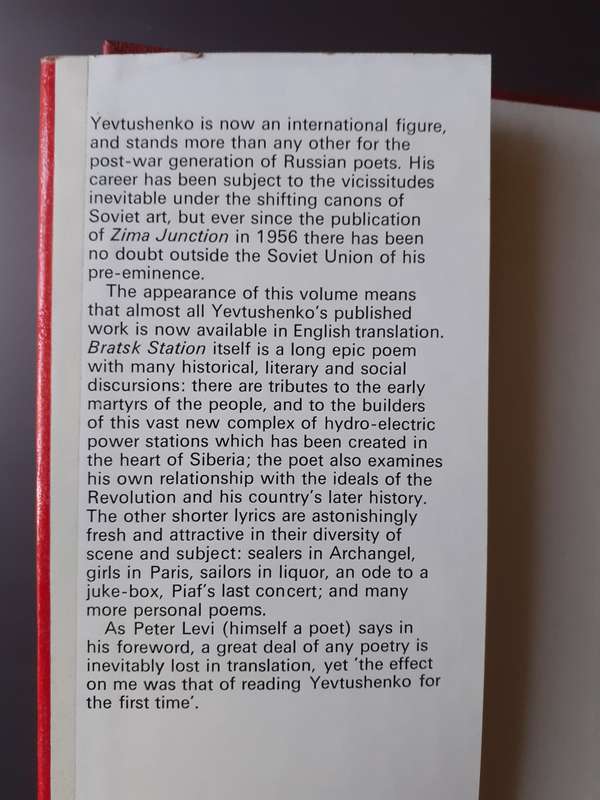 Yevtushenko is now an international figure,
and stands more than any other for the
post-war generation of Russian poets. His
career has been subject to the vicissitudes
inevitable under the shifting canons of
Soviet art, but ever since the publication
of Zima Junction in 1956 there has been
no doubt outside the Soviet Union of his
pre-eminence.
The appearance of this volume means
that almost all Yevtushenko's published
work is now available in English translation.
Bratsk Station itself is a long epic poem
with many historical, literary and social
discursions: there are tributes to the early
martyrs of the people, and to the builders
of this vast new complex of hydro-electric
power stations which has been created in
the heart of Siberia; the poet also examines
his own relationship with the ideals of the
Revolution and his country's later history.
The other shorter lyrics are astonishingly
fresh and attractive in their diversity of
scene and subject: sealers in Archangel,
girls in Paris, sailors in liquor, an ode to a
juke-box, Piaf's last concert; and many
more personal poems.
As Peter Levi (himself a poet) says in
his foreword, a great deal of any poetry is
inevitably lost in translation, yet 'the effect
on me was that of reading Yevtushenko for
the first time'.